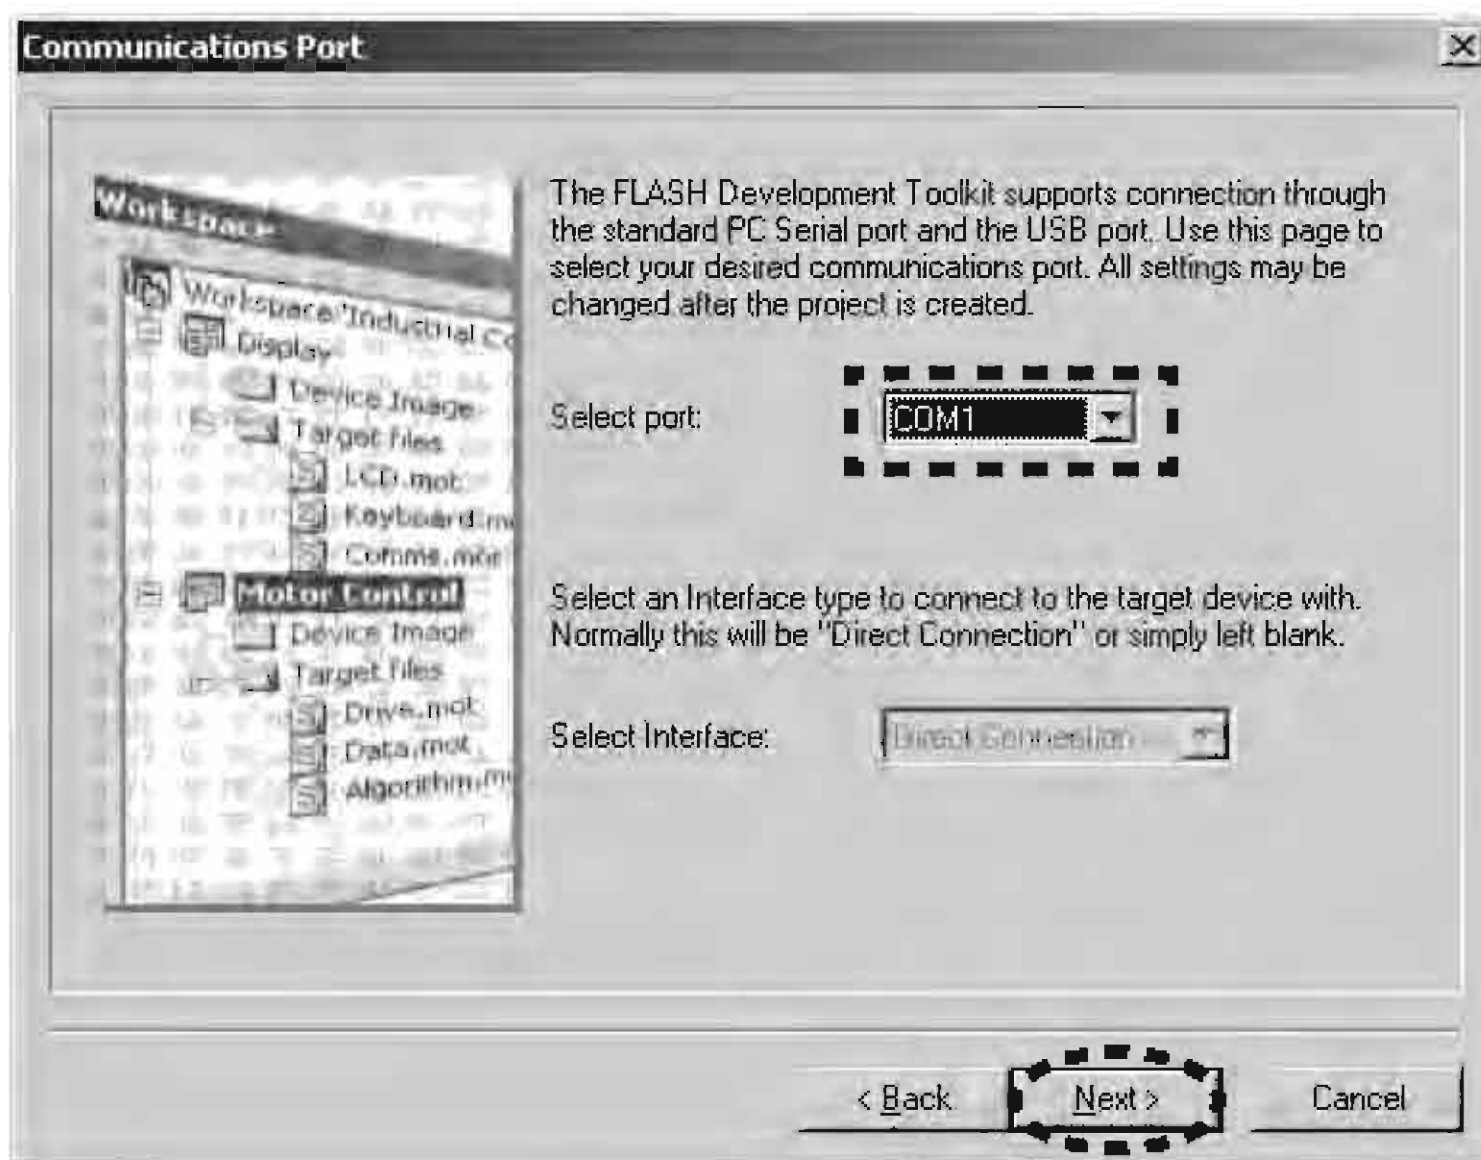 Communications Port
Workspace
Workspace 'Industrial Co
Display
Device Image
Target files
LCD.mot
Keyboard.mo
Comms.mot
Motor Control
Device Image
Target files
Drive.mot
Data.mot
Algorithm.mo
The FLASH Development Toolkit supports connection through
the standard PC Serial port and the USB port. Use this page to
select your desired communications port. All settings may be
changed after the project is created.
Select port:
COM1
Select an Interface type to connect to the target device with.
Normally this will be "Direct Connection" or simply left blank.
Select Interface:
Direct Connection
< Back
Next >
Cancel